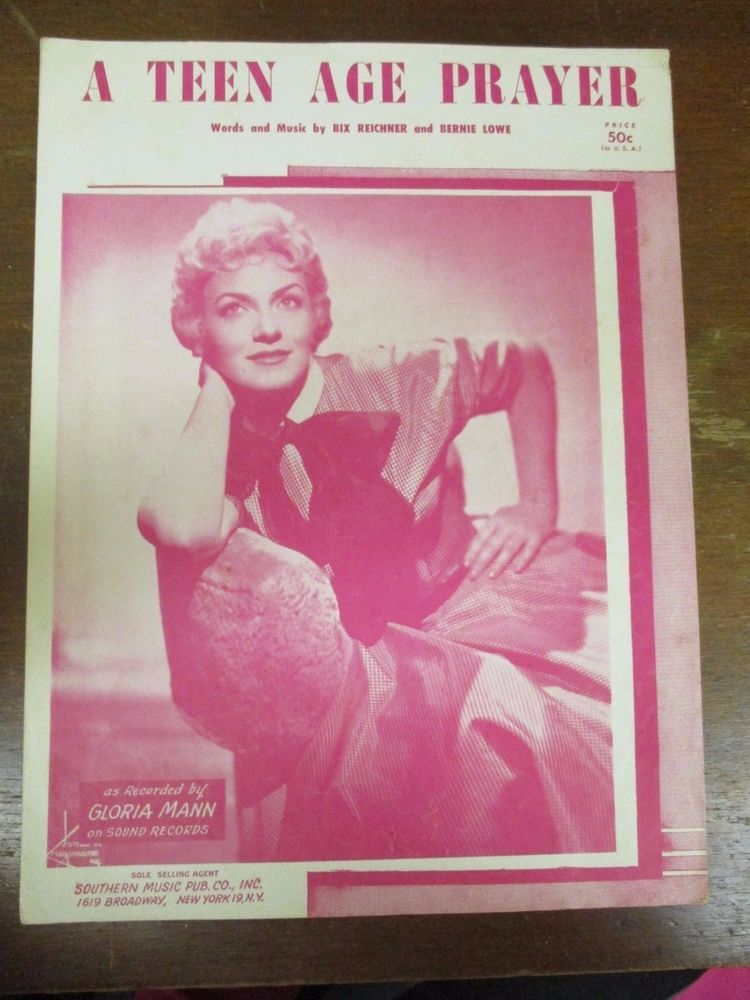 A TEEN AGE PRAYER
Words and Music by BIX REICHNER and BERNIE LOWE
PRICE
50c
(In U. S. A.)
as Recorded by
GLORIA MANN
on SOUND RECORDS
SOLE SELLING AGENT
SOUTHERN MUSIC PUB. CO., INC.
1619 BROADWAY, NEW YORK 19, N.Y.